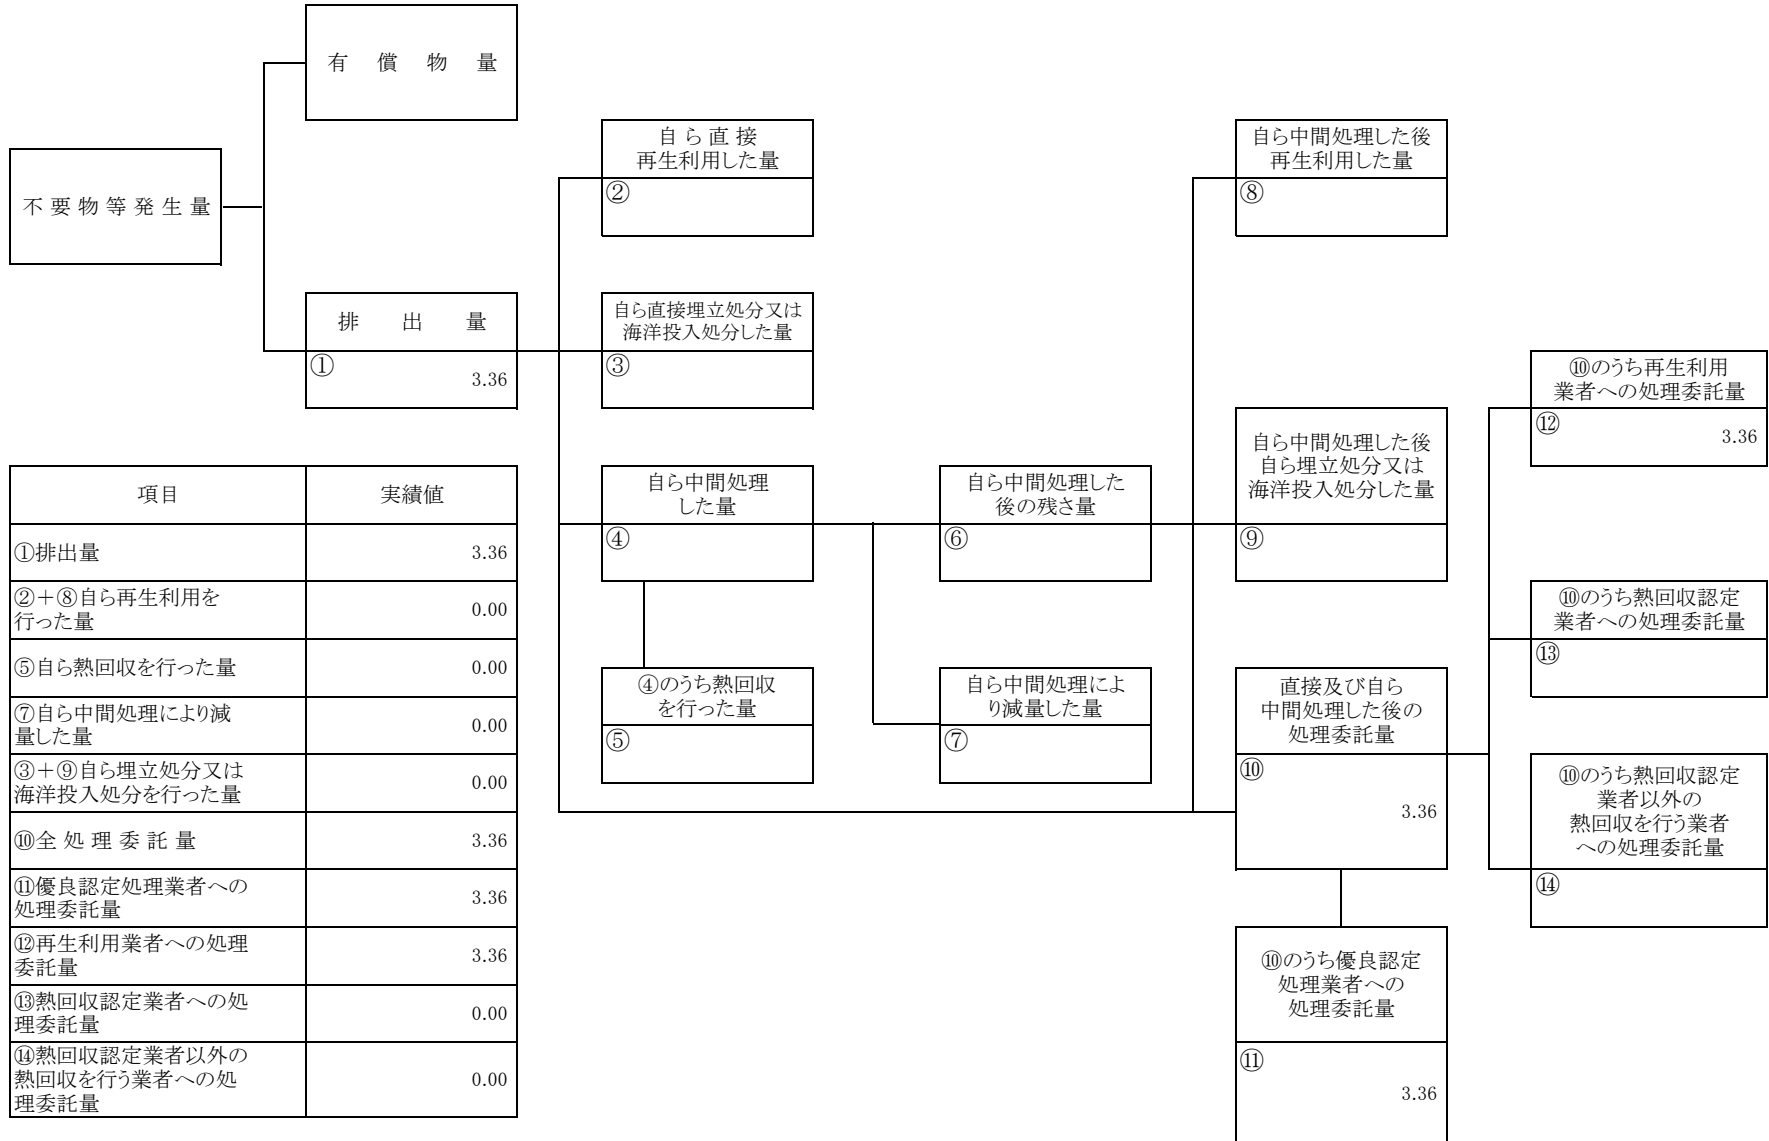 有償物量
不要物等発生量
排出量
①
3.36
自ら直接
再生利用した量
②
自ら直接埋立処分又は
海洋投入処分した量
③
自ら中間処理
した量
④
④のうち熱回収
を行った量
⑤
自ら中間処理した
後の残さ量
⑥
自ら中間処理によ
り減量した量
⑦
自ら中間処理した後
再生利用した量
⑧
自ら中間処理した後
自ら埋立処分又は
海洋投入処分した量
⑨
直接及び自ら
中間処理した後の
処理委託量
⑩
3.36
⑩のうち優良認定
処理業者への
処理委託量
⑪
3.36
⑩のうち再生利用
業者への処理委託量
⑫
3.36
⑩のうち熱回収認定
業者への処理委託量
⑬
⑩のうち熱回収認定
業者以外の
熱回収を行う業者
への処理委託量
⑭
項目 実績値
①排出量 3.36
②＋⑧自ら再生利用を
行った量 0.00
⑤自ら熱回収を行った量 0.00
⑦自ら中間処理により減
量した量 0.00
③＋⑨自ら埋立処分又は
海洋投入処分を行った量 0.00
⑩全処理委託量 3.36
⑪優良認定処理業者への
処理委託量 3.36
⑫再生利用業者への処理
委託量 3.36
⑬熱回収認定業者への処
理委託量 0.00
⑭熱回収認定業者以外の
熱回収を行う業者への処
理委託量 0.00